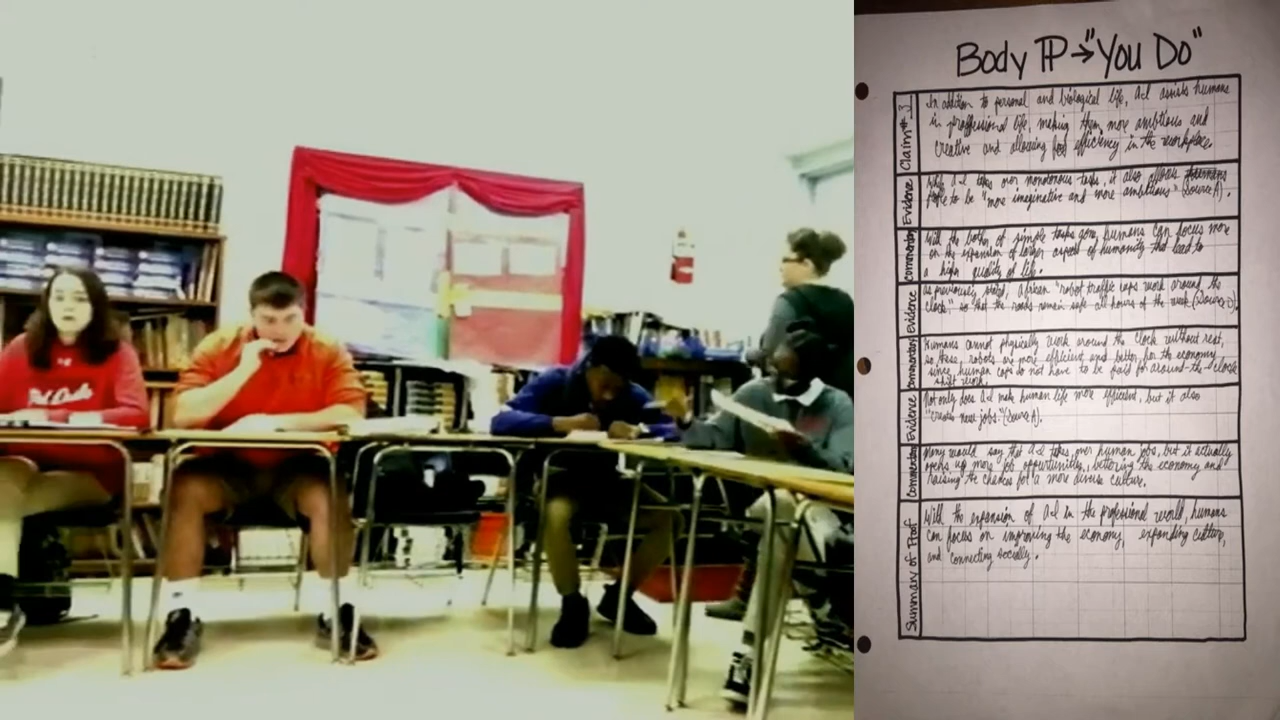 Red Oaks
Body TP → "You Do"
Claim # 3
In addition to personal and biological life, A-I assists humans
in proffesional life, making them more ambitious and
creative and allowing for efficiency in the workplace.
Evidence
While A-I takes over monotonous tasks, it also allows humans
to be "more imaginative and more ambitious" (Source A).
Commentary
With the bother of simple tasks gone, humans can focus more
on the expansion of larger aspects of humanity that lead to
a high quality of life.
Evidence
As previously stated, african "robot traffic cops work around the
clock" so that the roads remain safe all hours of the week (Source D).
Commentary
Humans cannot physically work around the clock without rest,
so these robots are more efficient and better for the economy
since human cops do not have to be paid for around-the-clock
shift work.
Evidence
Not only does A-I make human life more efficient, but it also
"creates new jobs." (Source A).
Commentary
Many would say that A-I takes over human jobs, but it actually
opens up more job opportunities, bettering the economy and
raising the chances for a more diverse culture.
Summary of Proof
With the expansion of A-I in the professional world, humans
can focus on improving the economy, expanding culture,
and connecting socially.